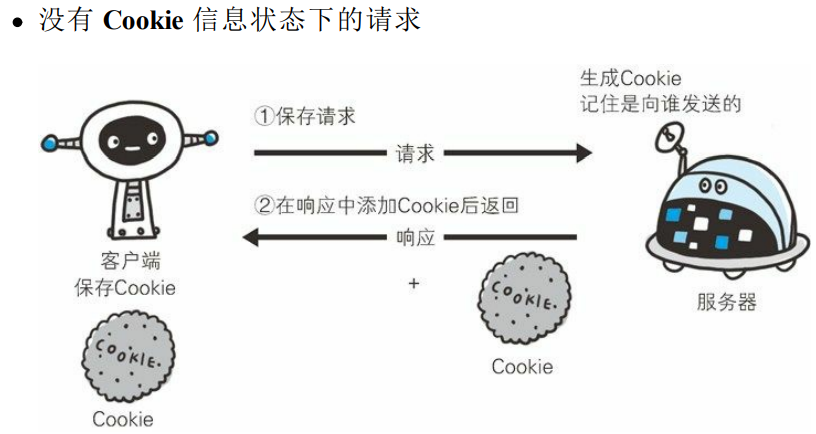 • 没有 Cookie 信息状态下的请求
生成Cookie
记住是向谁发送的
①保存请求
请求
②在响应中添加Cookie后返回
响应
客户端
保存Cookie
+
COOKIE.
服务器
COOKIE.
Cookie
Cookie